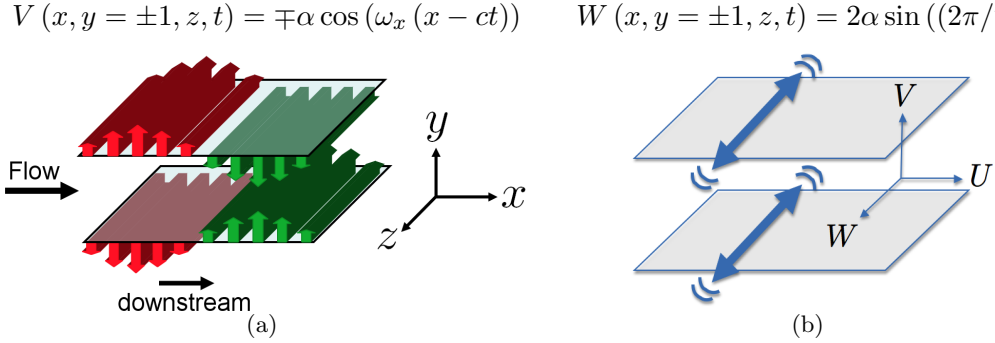 V (x, y = ±1, z, t) = ∓α cos (ω_x (x − ct))
W (x, y = ±1, z, t) = 2α sin ((2π/
Flow
y
x
z
downstream
(a)
V
U
W
(b)